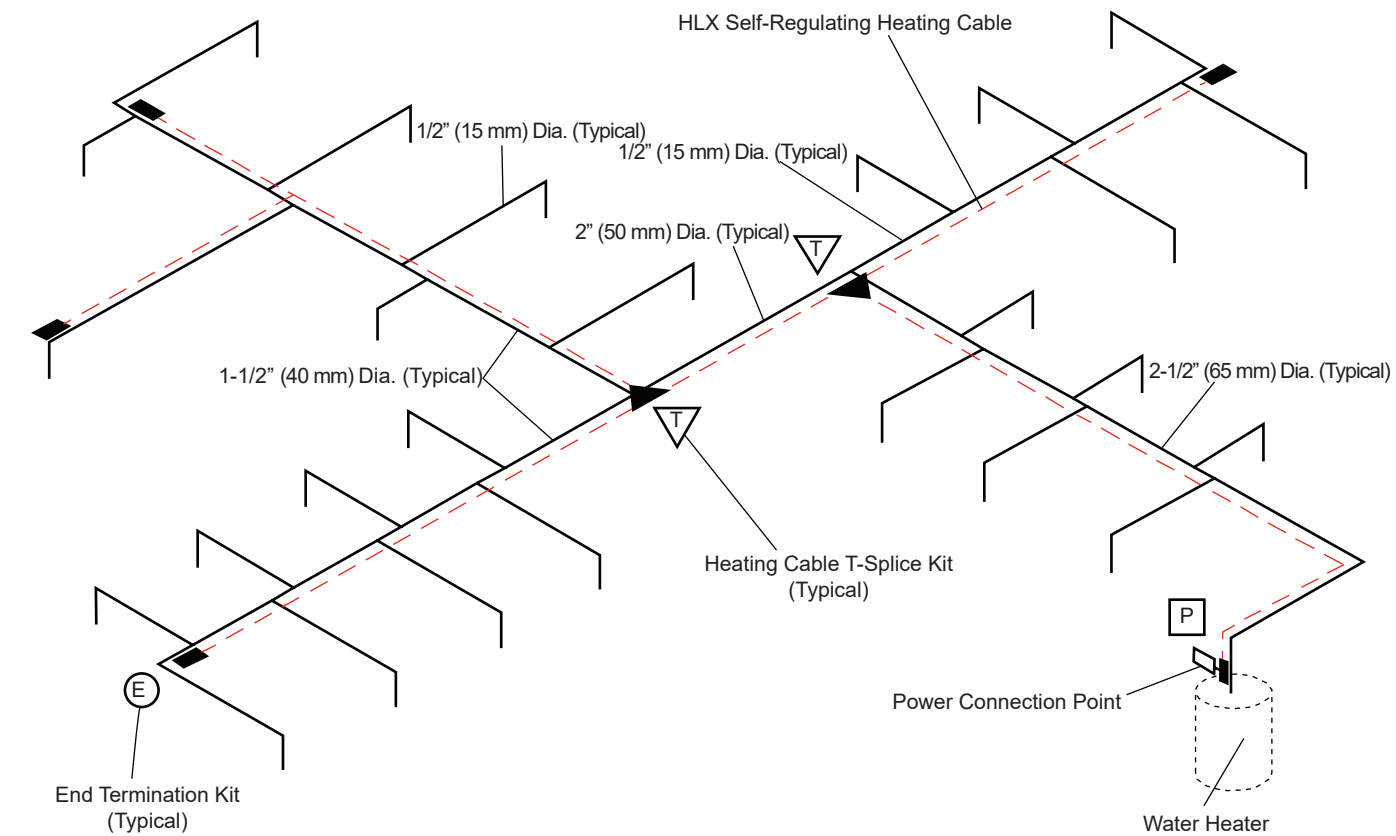 HLX Self-Regulating Heating Cable
1/2” (15 mm) Dia. (Typical)
1/2” (15 mm) Dia. (Typical)
2” (50 mm) Dia. (Typical)
T
1-1/2” (40 mm) Dia. (Typical)
2-1/2” (65 mm) Dia. (Typical)
T
Heating Cable T-Splice Kit
(Typical)
P
E
Power Connection Point
End Termination Kit
(Typical)
Water Heater